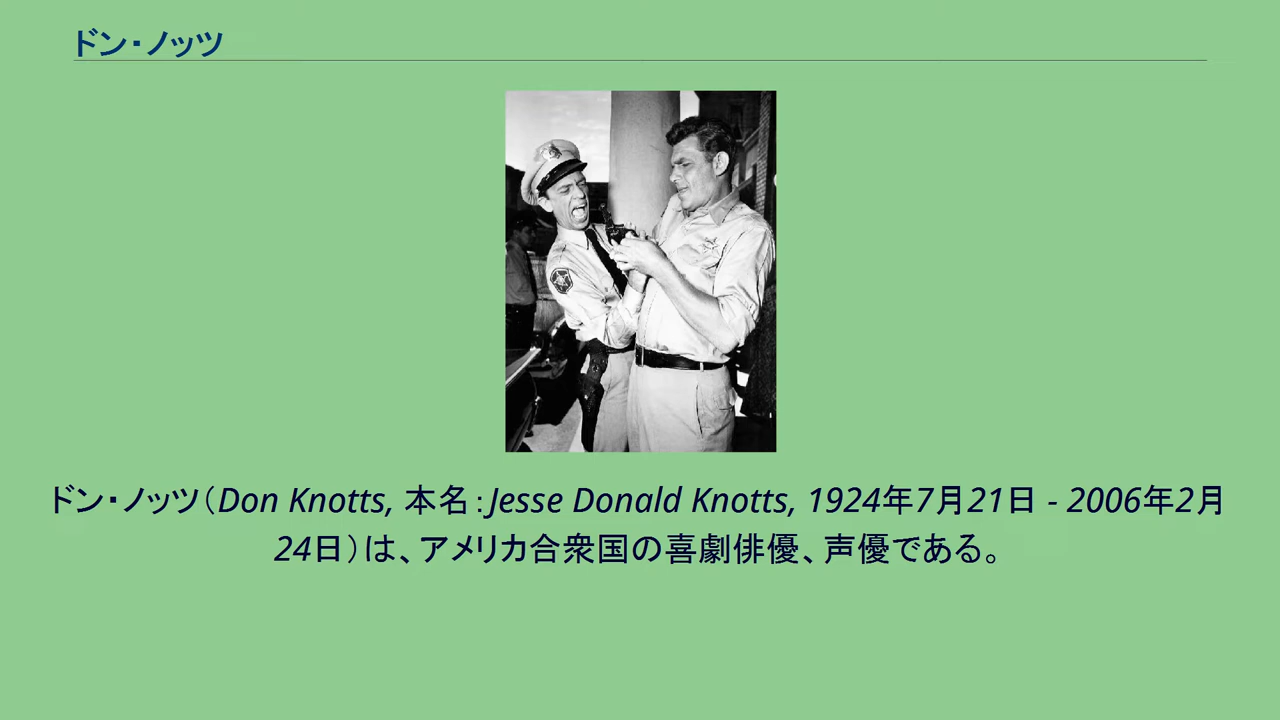 ドン・ノッツ
ドン・ノッツ（Don Knotts, 本名：Jesse Donald Knotts, 1924年7月21日 - 2006年2月
24日）は、アメリカ合衆国の喜劇俳優、声優である。